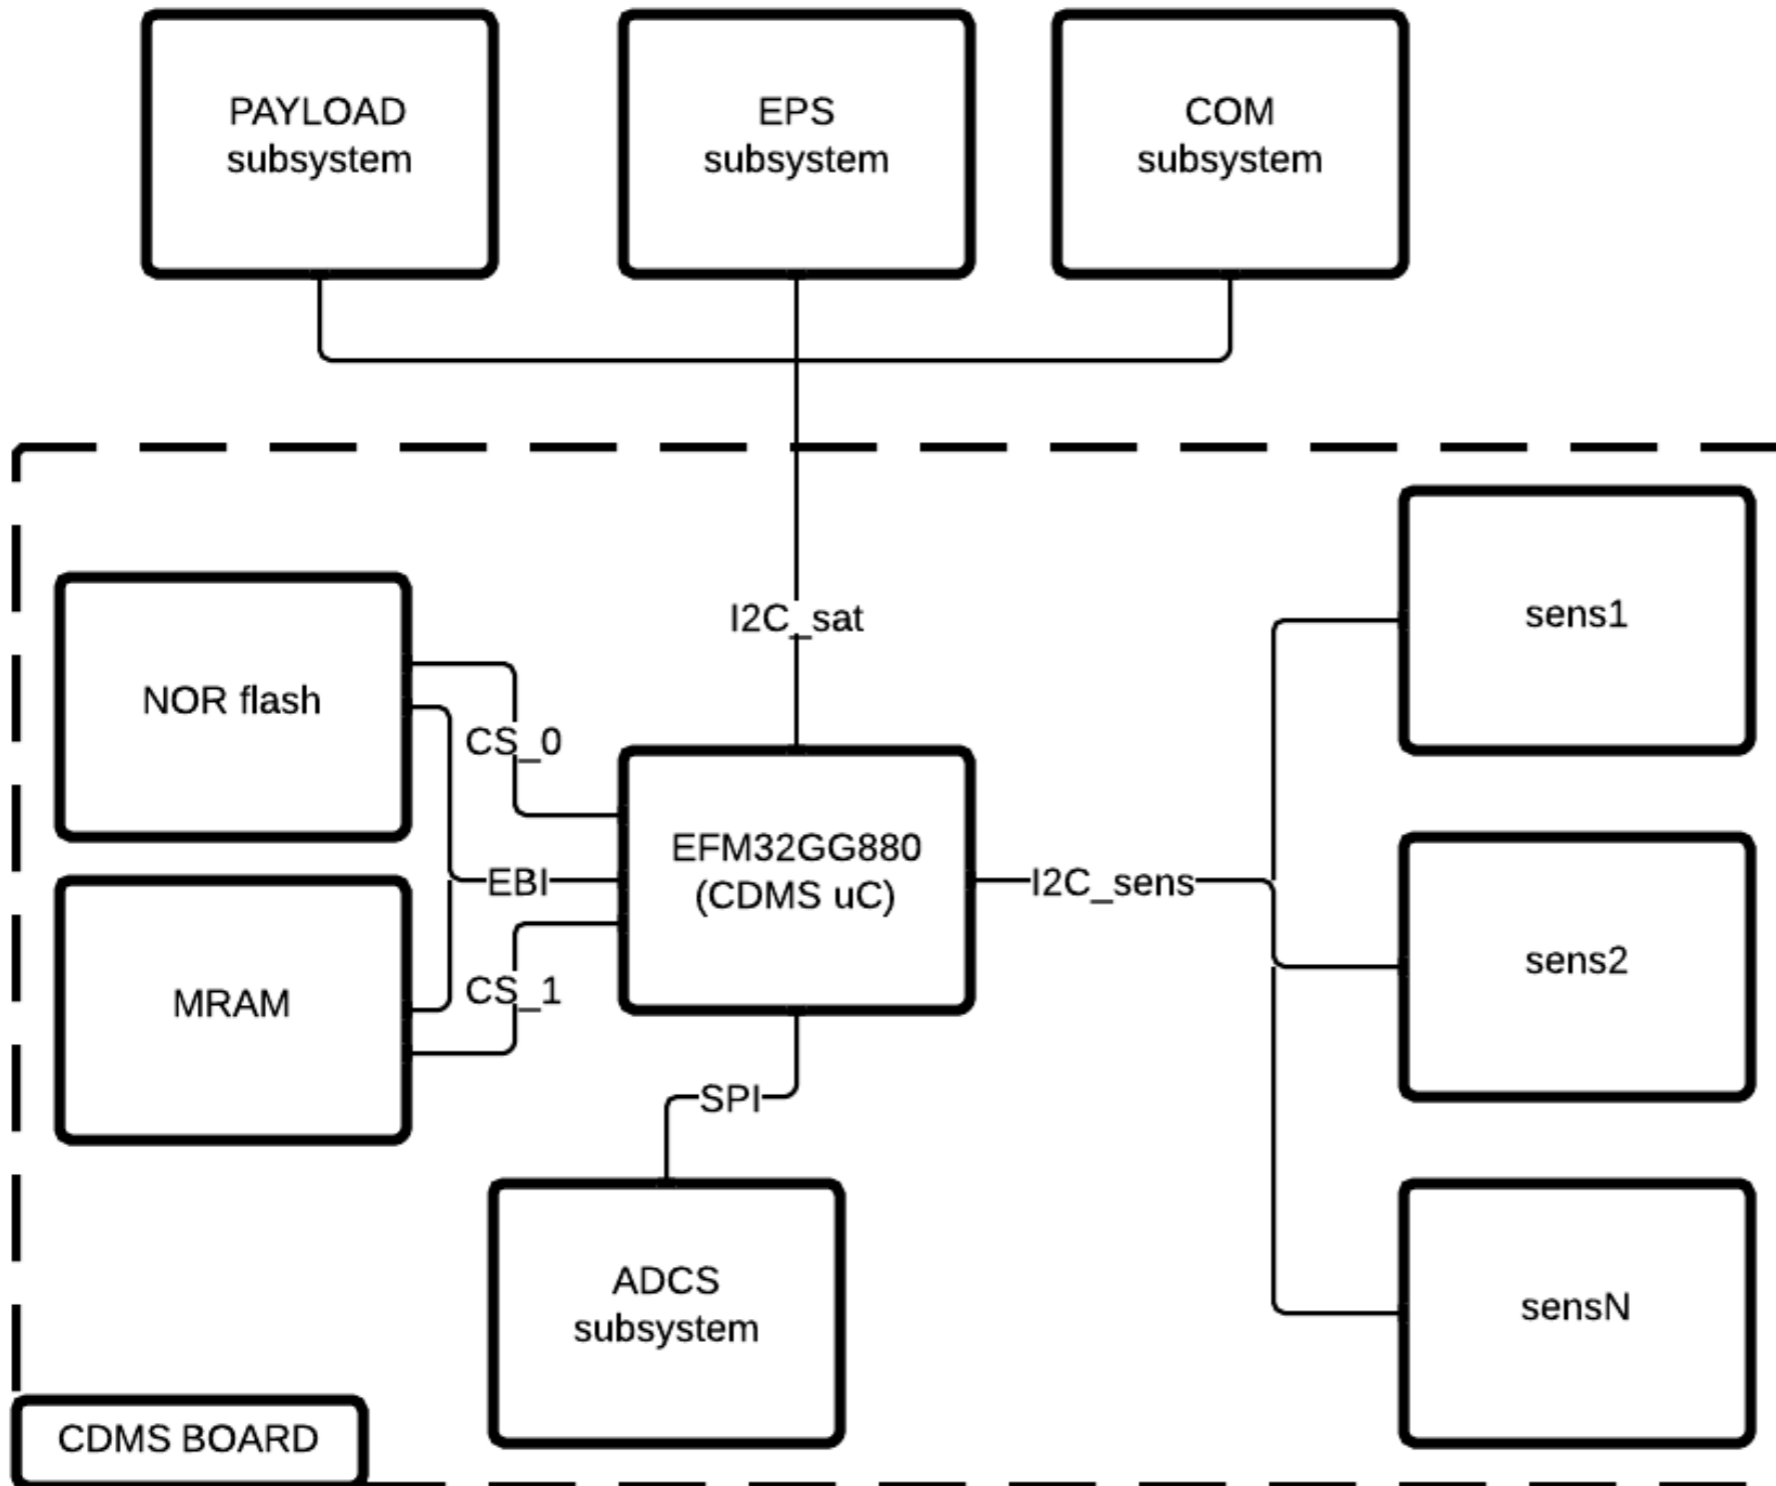 PAYLOAD
subsystem
EPS
subsystem
COM
subsystem
I2C_sat
NOR flash
CS_0
EBI
CS_1
MRAM
EFM32GG880
(CDMS uC)
I2C_sens
sens1
sens2
sensN
SPI
ADCS
subsystem
CDMS BOARD